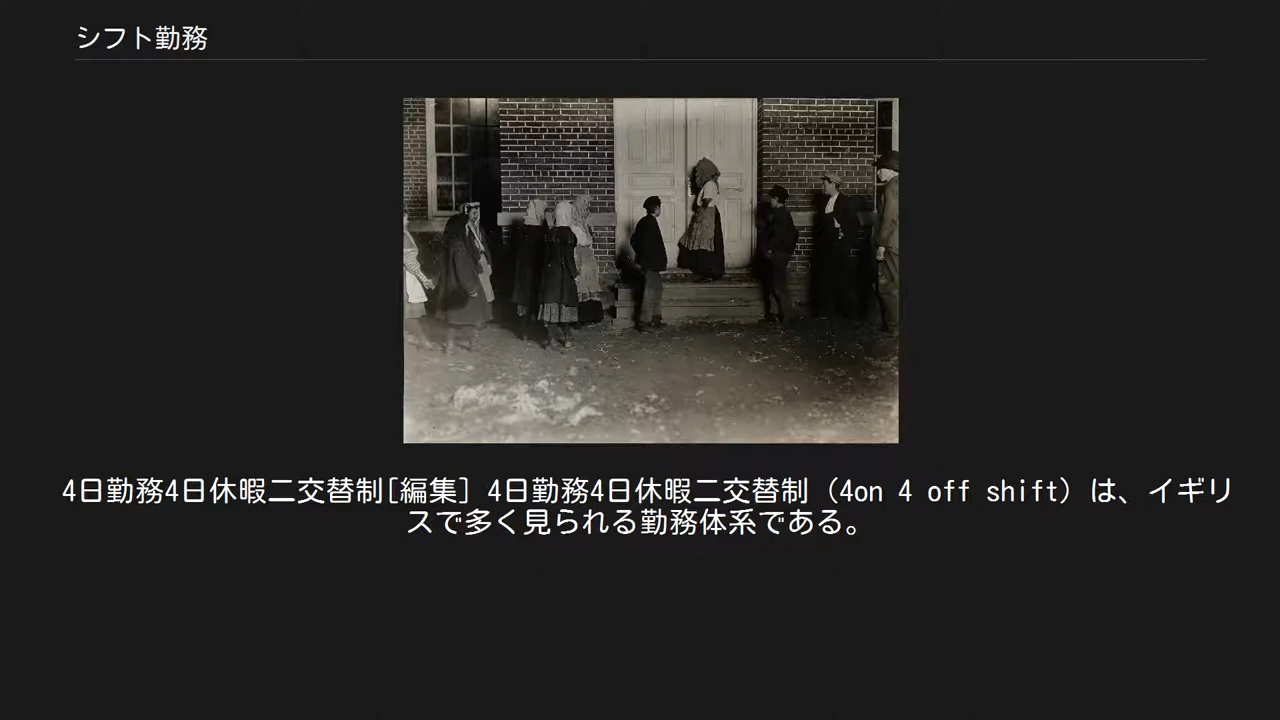 シフト勤務
4日勤務4日休暇二交替制[編集] 4日勤務4日休暇二交替制（4on 4 off shift）は、イギリ
スで多く見られる勤務体系である。